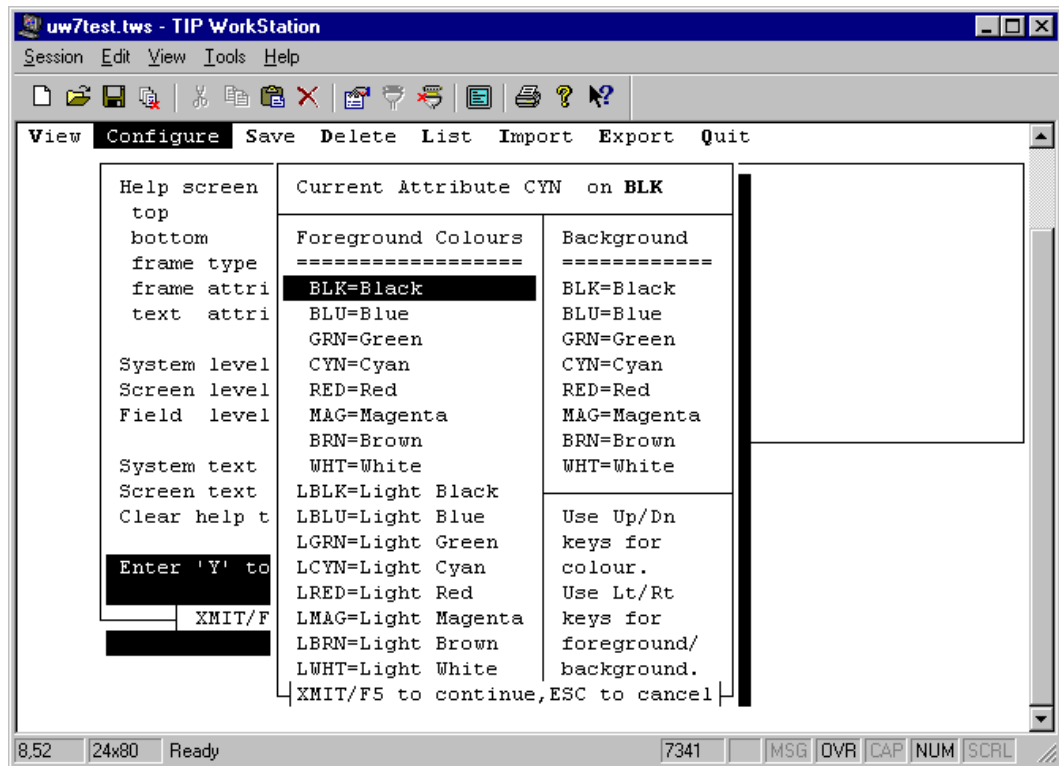 uw7test.tws - TIP WorkStation
Session Edit View Tools Help
View Configure Save Delete List Import Export Quit
Help screen
top
bottom
frame type
frame attri
text attri
System level
Screen level
Field level
System text
Screen text
Clear help t
Enter 'Y' to
XMIT/F
Current Attribute CYN on BLK
Foreground Colours
==================
BLK=Black
BLU=Blue
GRN=Green
CYN=Cyan
RED=Red
MAG=Magenta
BRN=Brown
WHT=White
LBLK=Light Black
LBLU=Light Blue
LGRN=Light Green
LCYN=Light Cyan
LRED=Light Red
LMAG=Light Magenta
LBRN=Light Brown
LWHT=Light White
Background
============
BLK=Black
BLU=Blue
GRN=Green
CYN=Cyan
RED=Red
MAG=Magenta
BRN=Brown
WHT=White
Use Up/Dn
keys for
colour.
Use Lt/Rt
keys for
foreground/
background.
XMIT/F5 to continue,ESC to cancel
8,52 24x80 Ready 7341 MSG OVR CAP NUM SCRL